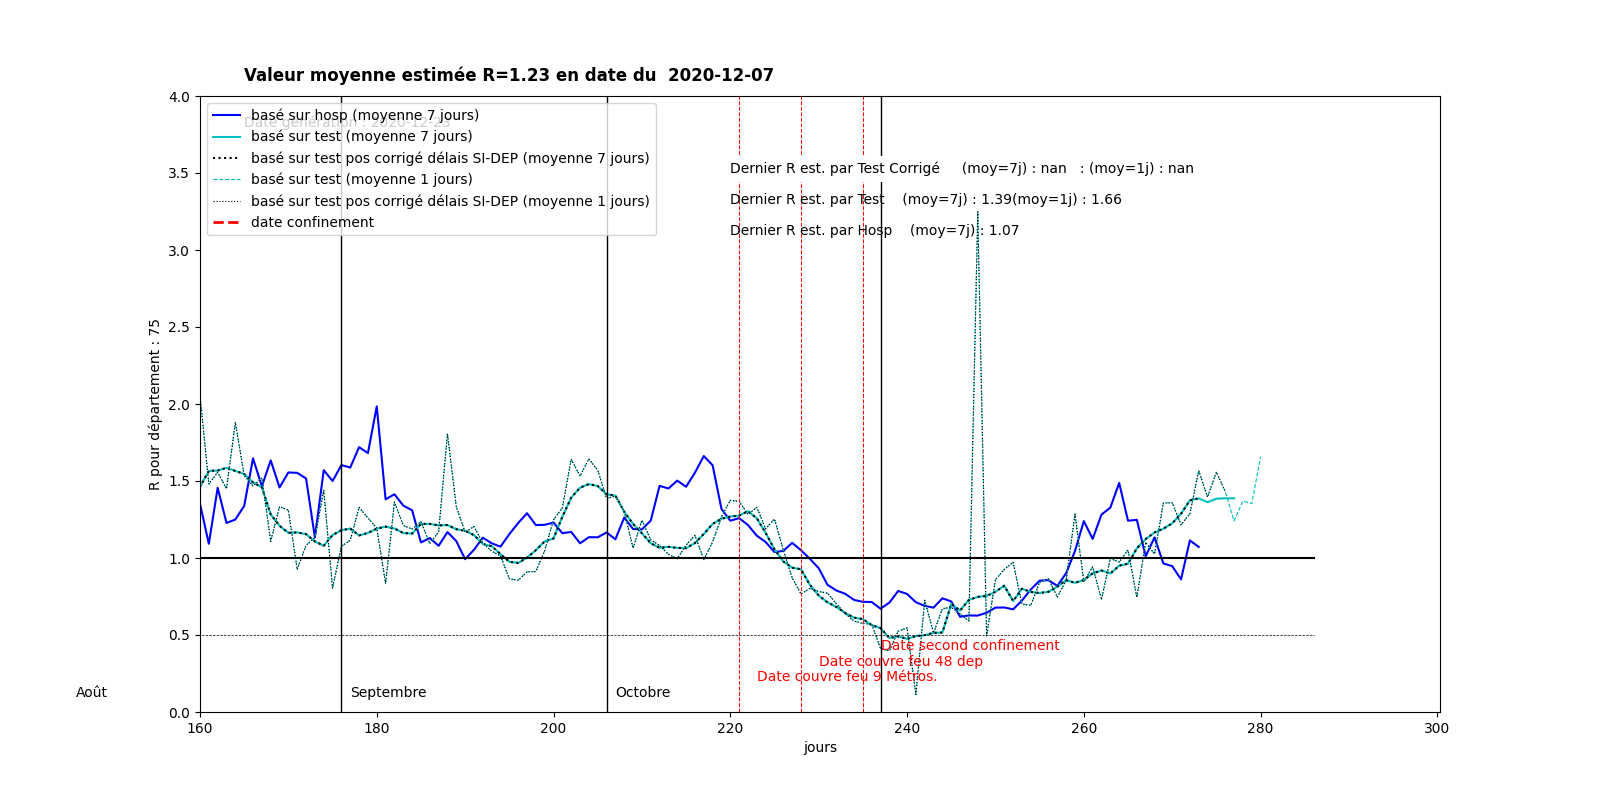 Valeur moyenne estimée R=1.23 en date du  2020-12-07
Date génération : 2020-12-23
basé sur hosp (moyenne 7 jours)
basé sur test (moyenne 7 jours)
basé sur test pos corrigé délais SI-DEP (moyenne 7 jours)
basé sur test (moyenne 1 jours)
basé sur test pos corrigé délais SI-DEP (moyenne 1 jours)
date confinement
Dernier R est. par Test Corrigé     (moy=7j) : nan   : (moy=1j) : nan
Dernier R est. par Test    (moy=7j) : 1.39(moy=1j) : 1.66
Dernier R est. par Hosp    (moy=7j) : 1.07
4.0
3.5
3.0
2.5
2.0
1.5
1.0
0.5
0.0
R pour département : 75
Date second confinement
Date couvre feu 48 dep
Date couvre feu 9 Métros.
Août
Septembre
Octobre
160 180 200 220 240 260 280 300
jours